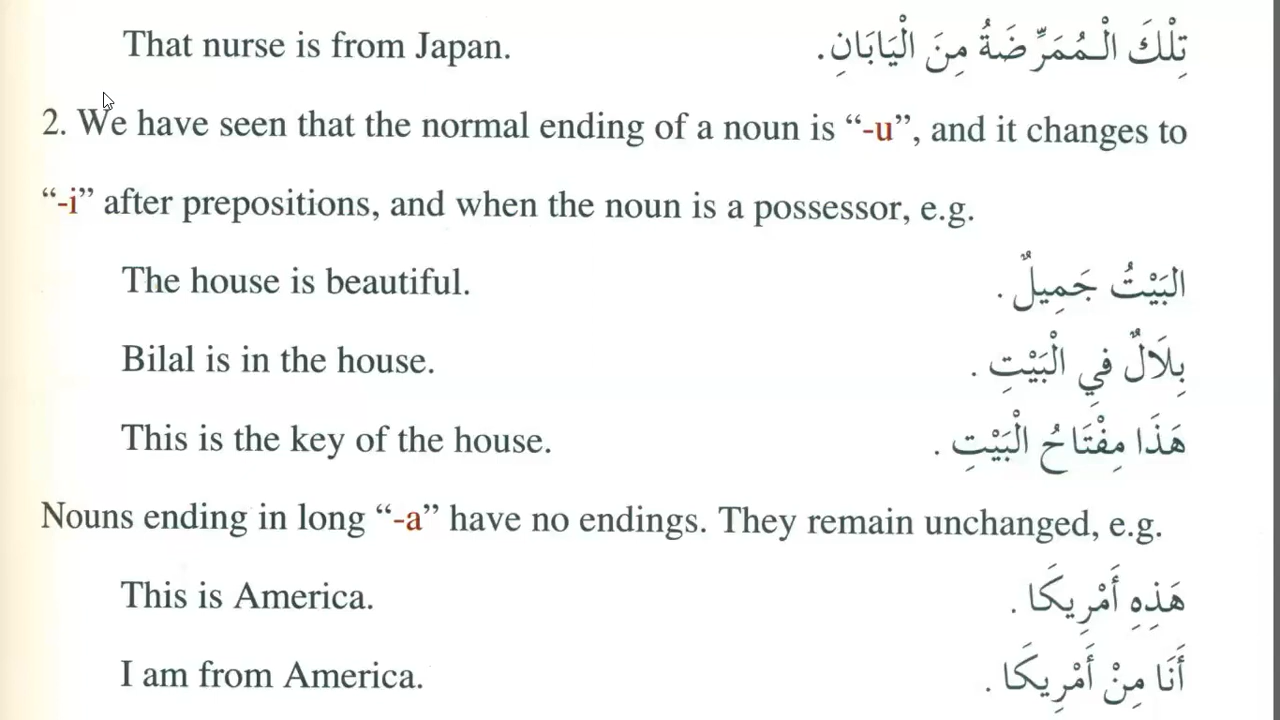 That nurse is from Japan. تِلْكَ الْمُمَرِّضَةُ مِنَ الْيَابَانِ.
2. We have seen that the normal ending of a noun is “-u”, and it changes to
“-i” after prepositions, and when the noun is a possessor, e.g.
The house is beautiful. البَيْتُ جَمِيلٌ .
Bilal is in the house. بِلَالٌ فِي الْبَيْتِ .
This is the key of the house. هَذَا مِفْتَاحُ الْبَيْتِ .
Nouns ending in long “-a” have no endings. They remain unchanged, e.g.
This is America. هَذِهِ أَمْرِيكَا .
I am from America. أَنَا مِنْ أَمْرِيكَا .